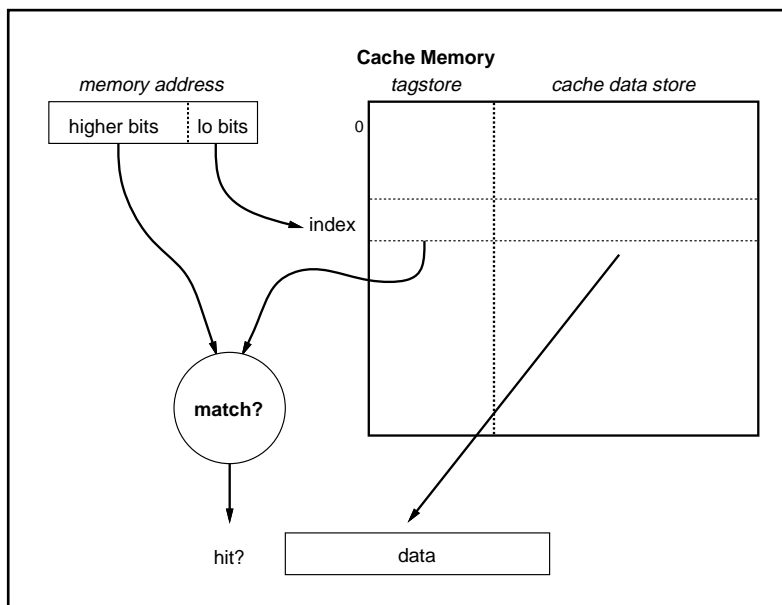 Cache Memory
memory address
tagstore
cache data store
higher bits
lo bits
0
index
match?
hit?
data